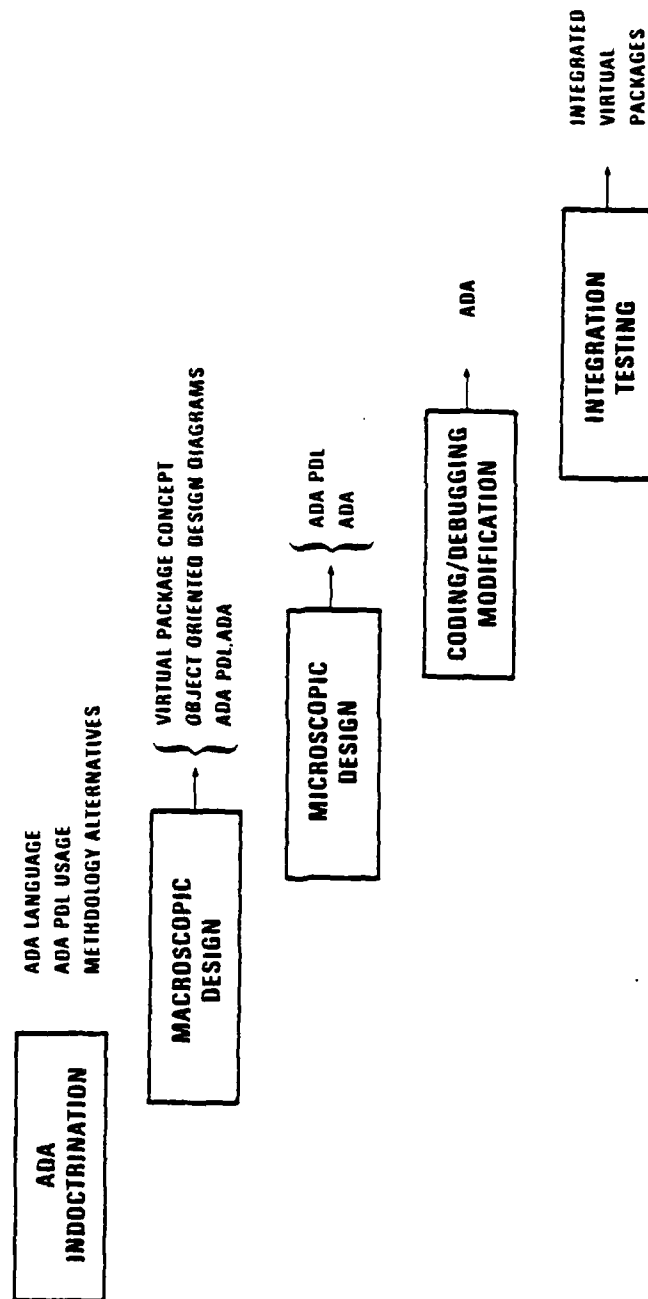 ADA
INDOCTRINATION
ADA LANGUAGE
ADA PDL USAGE
METHDOLOGY ALTERNATIVES
MACROSCOPIC
DESIGN
VIRTUAL PACKAGE CONCEPT
OBJECT ORIENTED DESIGN DIAGRAMS
ADA PDL.ADA
MICROSCOPIC
DESIGN
ADA PDL
ADA
CODING/DEBUGGING
MODIFICATION
ADA
INTEGRATION
TESTING
INTEGRATED
VIRTUAL
PACKAGES